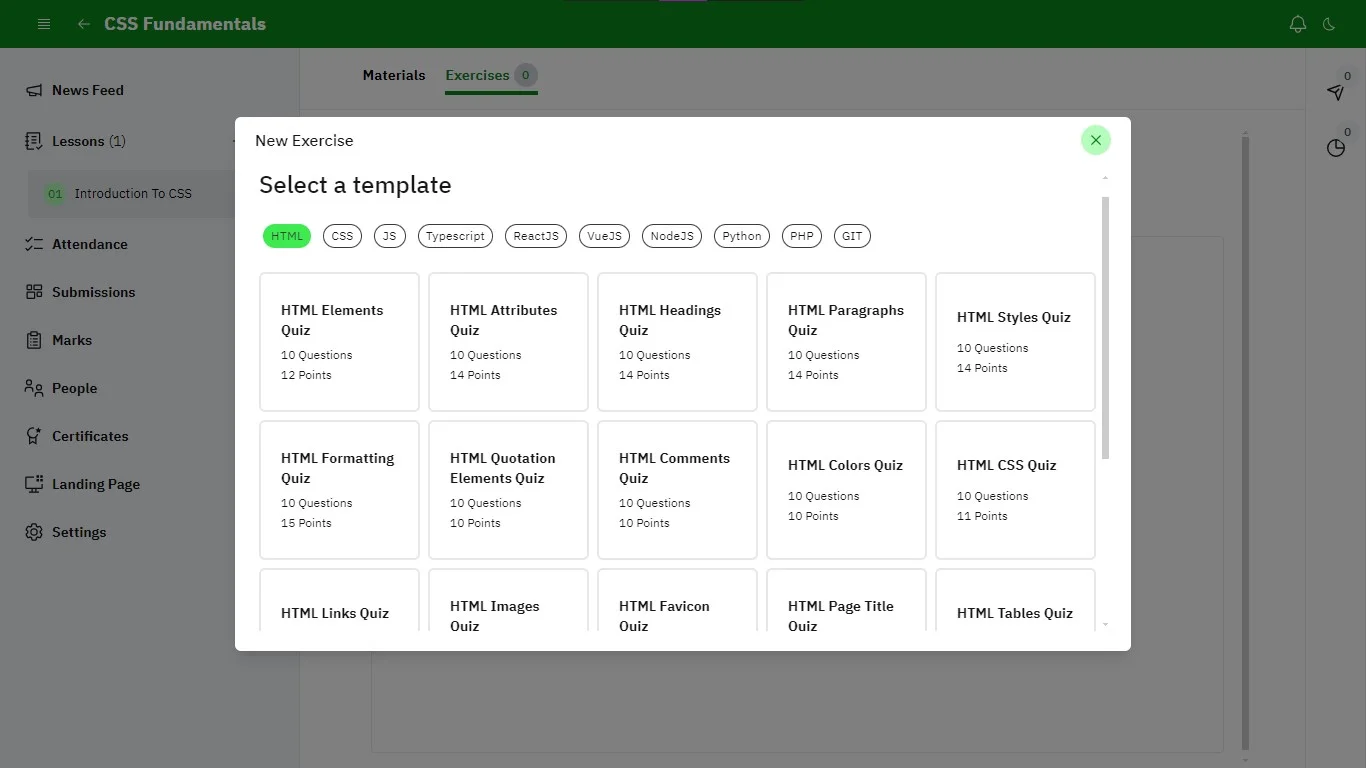 CSS Fundamentals
News Feed
Lessons (1)
01 Introduction To CSS
Attendance
Submissions
Marks
People
Certificates
Landing Page
Settings
Materials Exercises 0
0
0
New Exercise
Select a template
HTML CSS JS Typescript ReactJS VueJS NodeJS Python PHP GIT
HTML Elements
Quiz
10 Questions
12 Points
HTML Attributes
Quiz
10 Questions
14 Points
HTML Headings
Quiz
10 Questions
14 Points
HTML Paragraphs
Quiz
10 Questions
14 Points
HTML Styles Quiz
10 Questions
14 Points
HTML Formatting
Quiz
10 Questions
15 Points
HTML Quotation
Elements Quiz
10 Questions
10 Points
HTML Comments
Quiz
10 Questions
10 Points
HTML Colors Quiz
10 Questions
10 Points
HTML CSS Quiz
10 Questions
11 Points
HTML Links Quiz
HTML Images
Quiz
HTML Favicon
Quiz
HTML Page Title
Quiz
HTML Tables Quiz